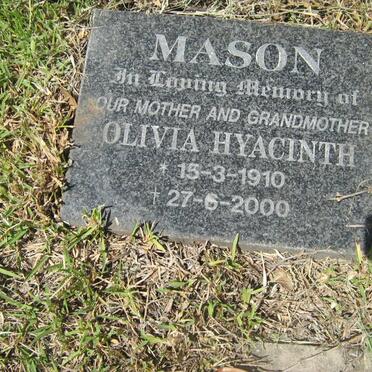 MASON
In Loving Memory of
OUR MOTHER AND GRANDMOTHER
OLIVIA HYACINTH
* 15-3-1910
† 27-6-2000